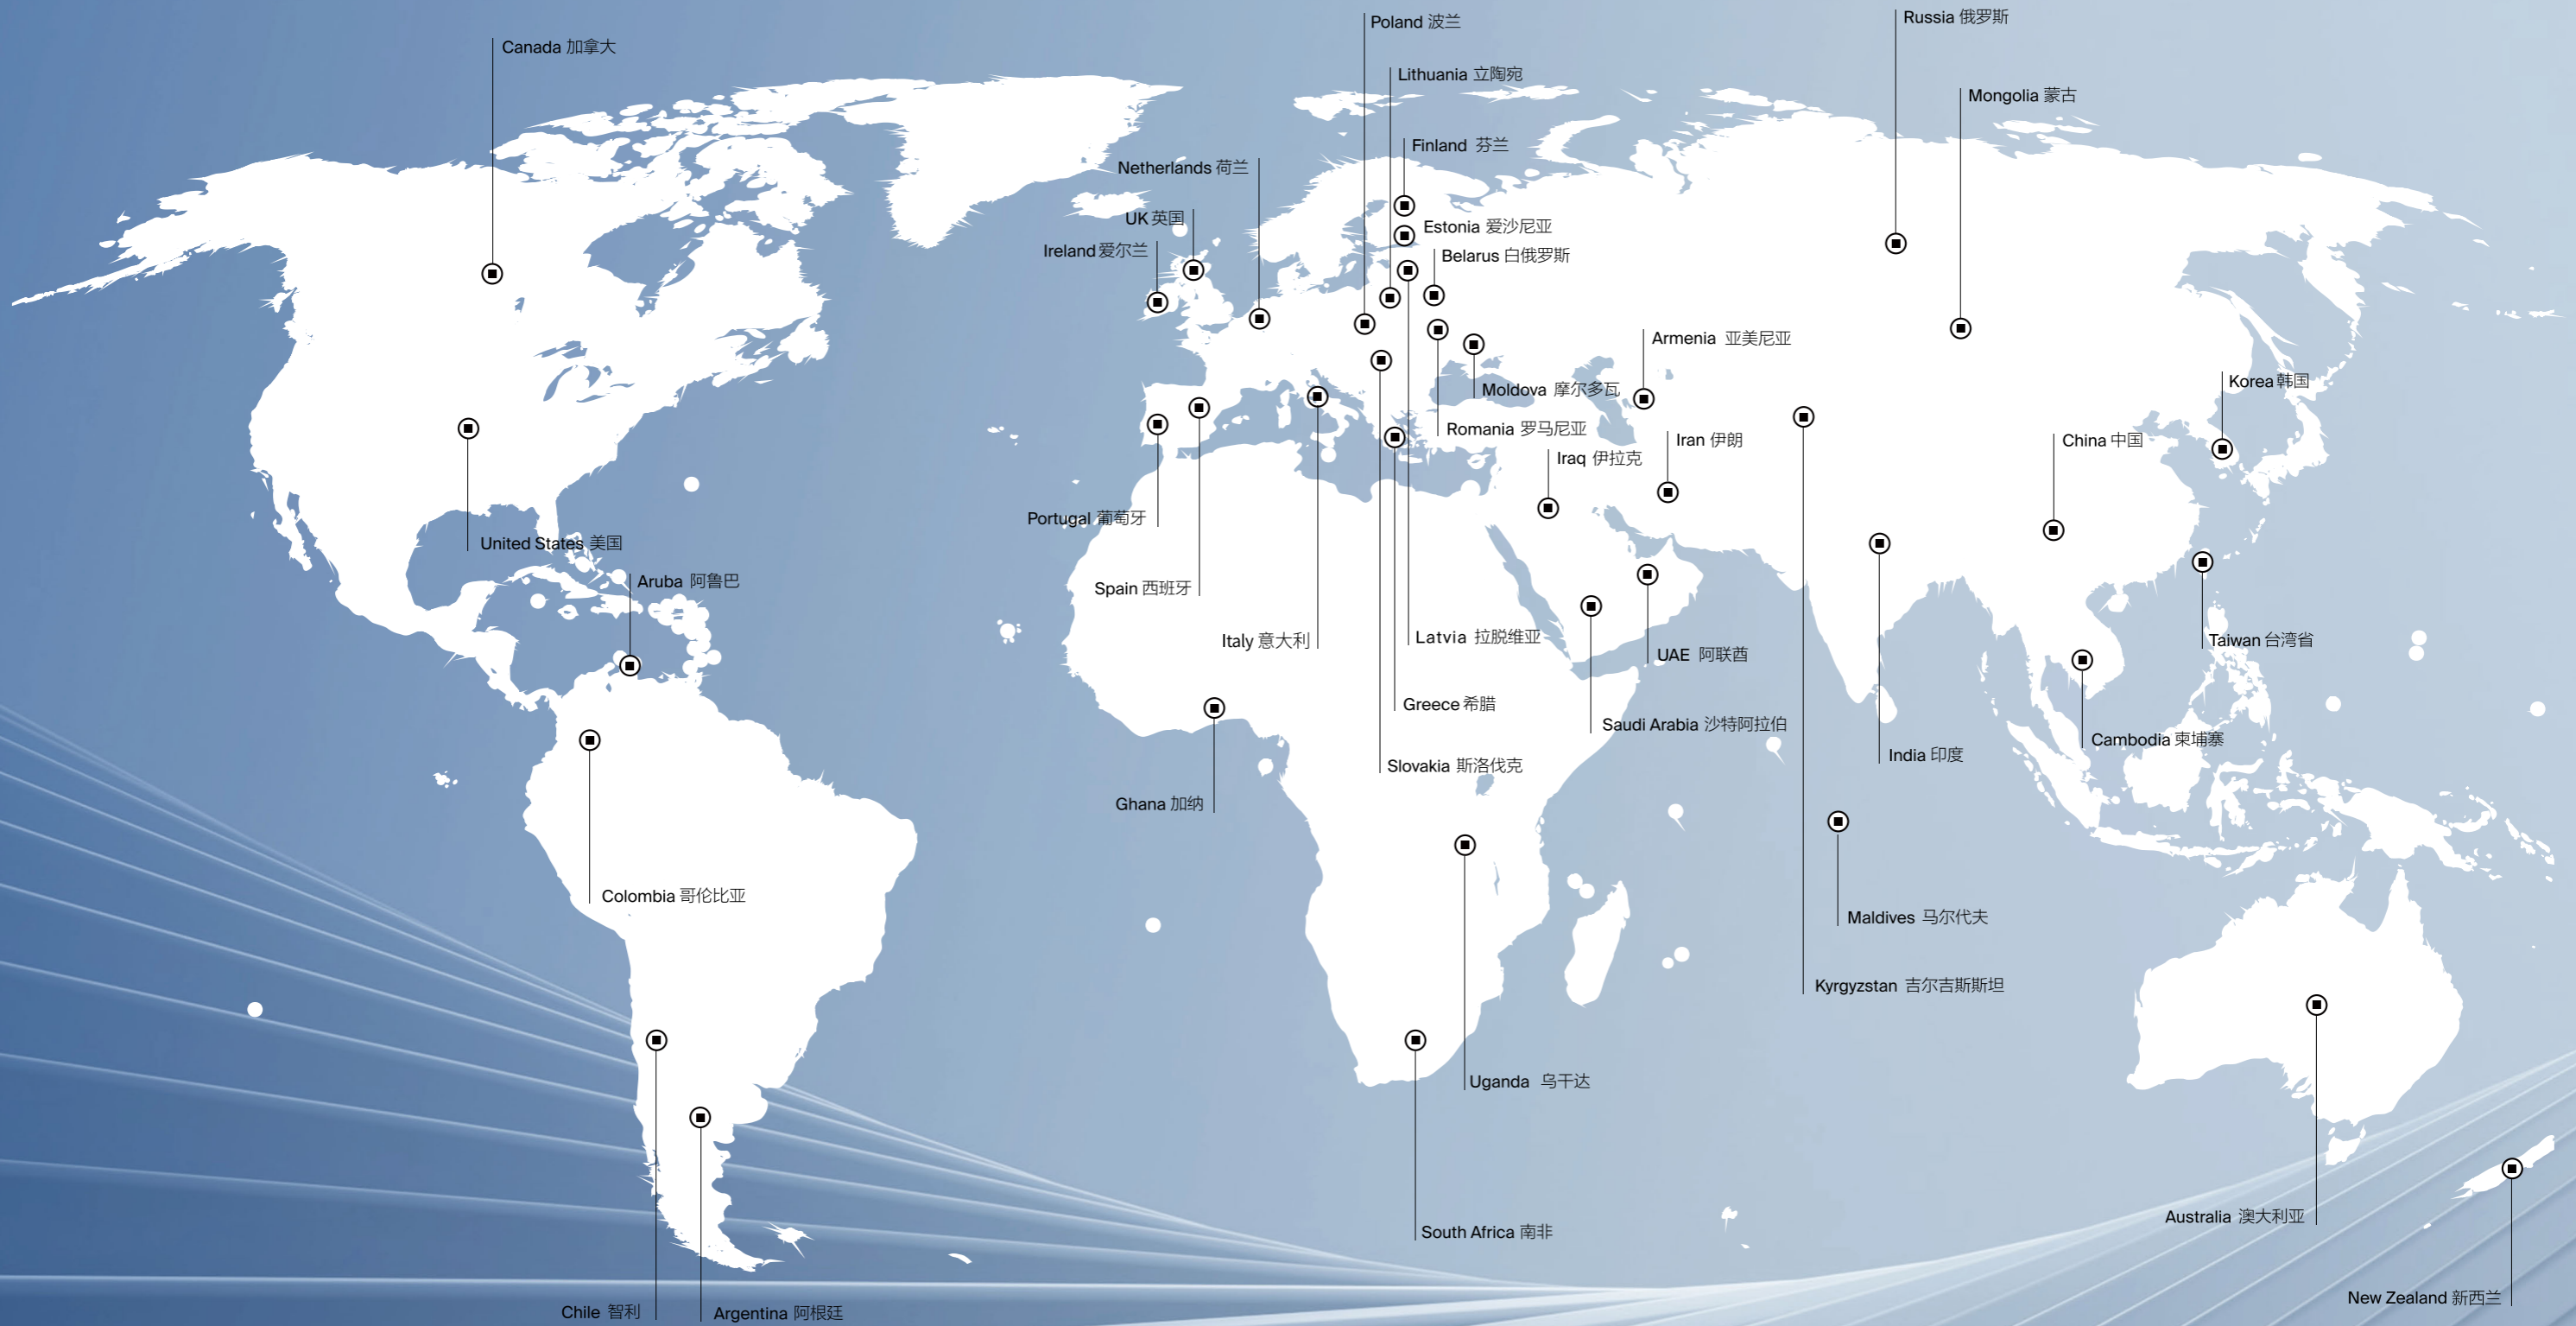 Russia 俄罗斯
Poland 波兰
Canada 加拿大
Lithuania 立陶宛
Mongolia 蒙古
Finland 芬兰
Netherlands 荷兰
UK 英国
Estonia 爱沙尼亚
Ireland 爱尔兰
Belarus 白俄罗斯
Armenia 亚美尼亚
Korea 韩国
Moldova 摩尔多瓦
Romania 罗马尼亚
Iran 伊朗
China 中国
Iraq 伊拉克
Portugal 葡萄牙
United States 美国
Aruba 阿鲁巴
Spain 西班牙
Italy 意大利
Latvia 拉脱维亚
Taiwan 台湾省
UAE 阿联酋
Greece 希腊
Saudi Arabia 沙特阿拉伯
Cambodia 柬埔寨
India 印度
Slovakia 斯洛伐克
Ghana 加纳
Colombia 哥伦比亚
Maldives 马尔代夫
Kyrgyzstan 吉尔吉斯斯坦
Uganda 乌干达
Australia 澳大利亚
South Africa 南非
New Zealand 新西兰
Chile 智利
Argentina 阿根廷